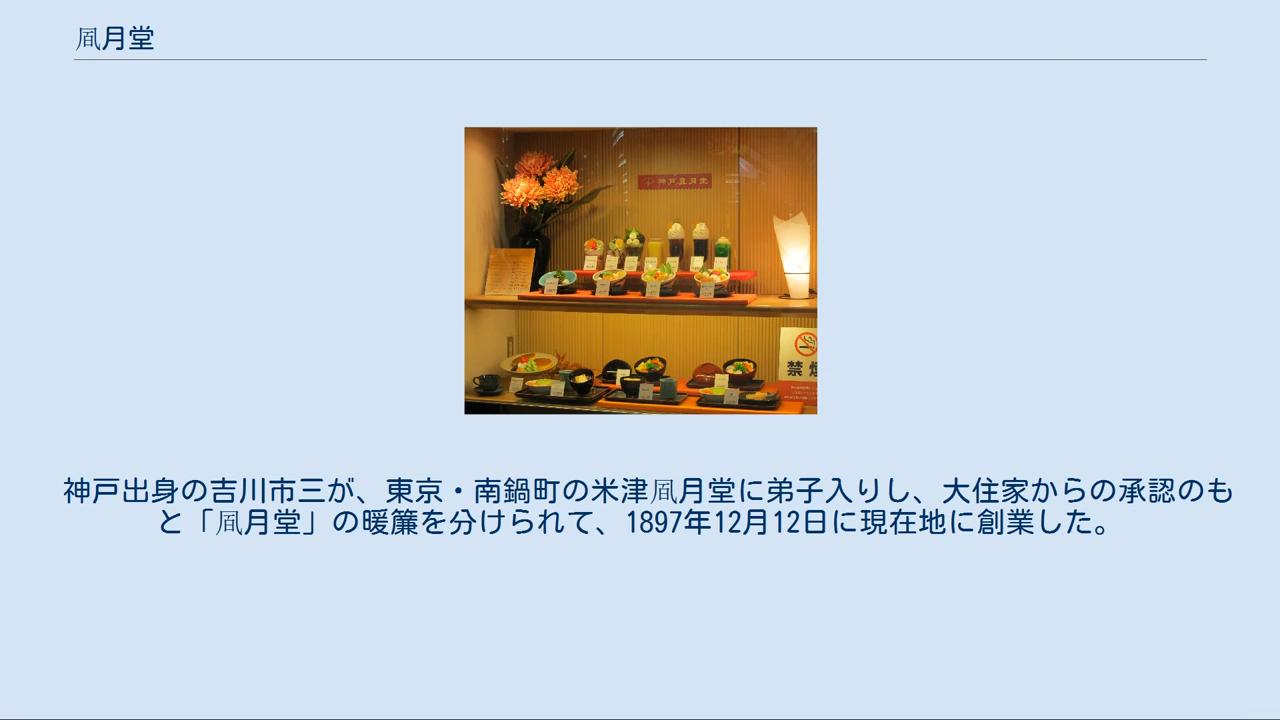 凮月堂
神戸凮月堂
禁煙
神戸出身の吉川市三が、東京・南鍋町の米津凮月堂に弟子入りし、大住家からの承認のも
と「凮月堂」の暖簾を分けられて、1897年12月12日に現在地に創業した。